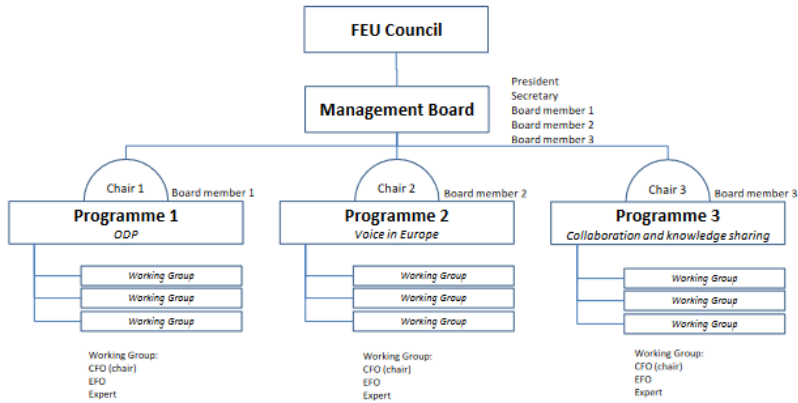 FEU Council
Management Board
President
Secretary
Board member 1
Board member 2
Board member 3
Chair 1
Board member 1
Programme 1
ODP
Working Group
Working Group
Working Group
Working Group:
CFO (chair)
EFO
Expert
Chair 2
Board member 2
Programme 2
Voice in Europe
Working Group
Working Group
Working Group
Working Group:
CFO (chair)
EFO
Expert
Chair 3
Board member 3
Programme 3
Collaboration and knowledge sharing
Working Group
Working Group
Working Group
Working Group:
CFO (chair)
EFO
Expert